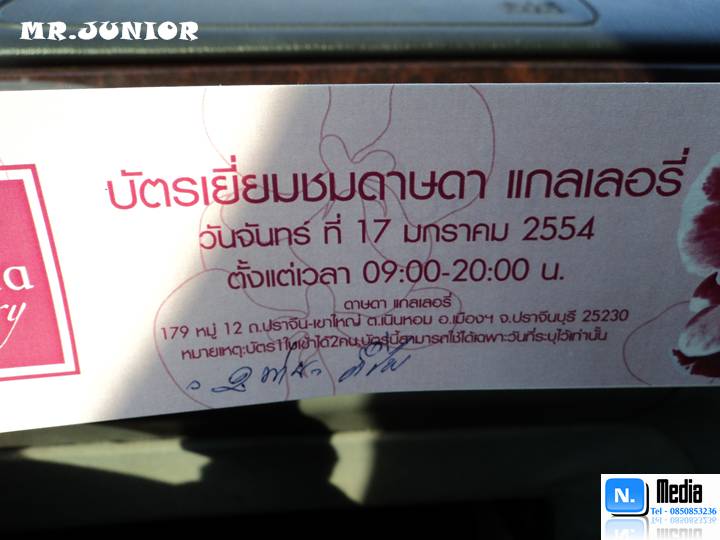 MR.JUNIOR
บัตรเยี่ยมชมดาษดา แกลเลอรี่
วันจันทร์ ที่ 17 มกราคม 2554
ตั้งแต่เวลา 09:00-20:00 น.
ดาษดา แกลเลอรี่
179 หมู่ 12 ถ.ปราจีน-เขาใหญ่ ต.เนินหอม อ.เมืองฯ จ.ปราจีนบุรี 25230
หมายเหตุ:บัตร1ใบเข้าได้2คน,บัตรนี้สามารถใช้ได้เฉพาะวันที่ระบุไว้เท่านั้น
N. Media
Tel - 0850853236